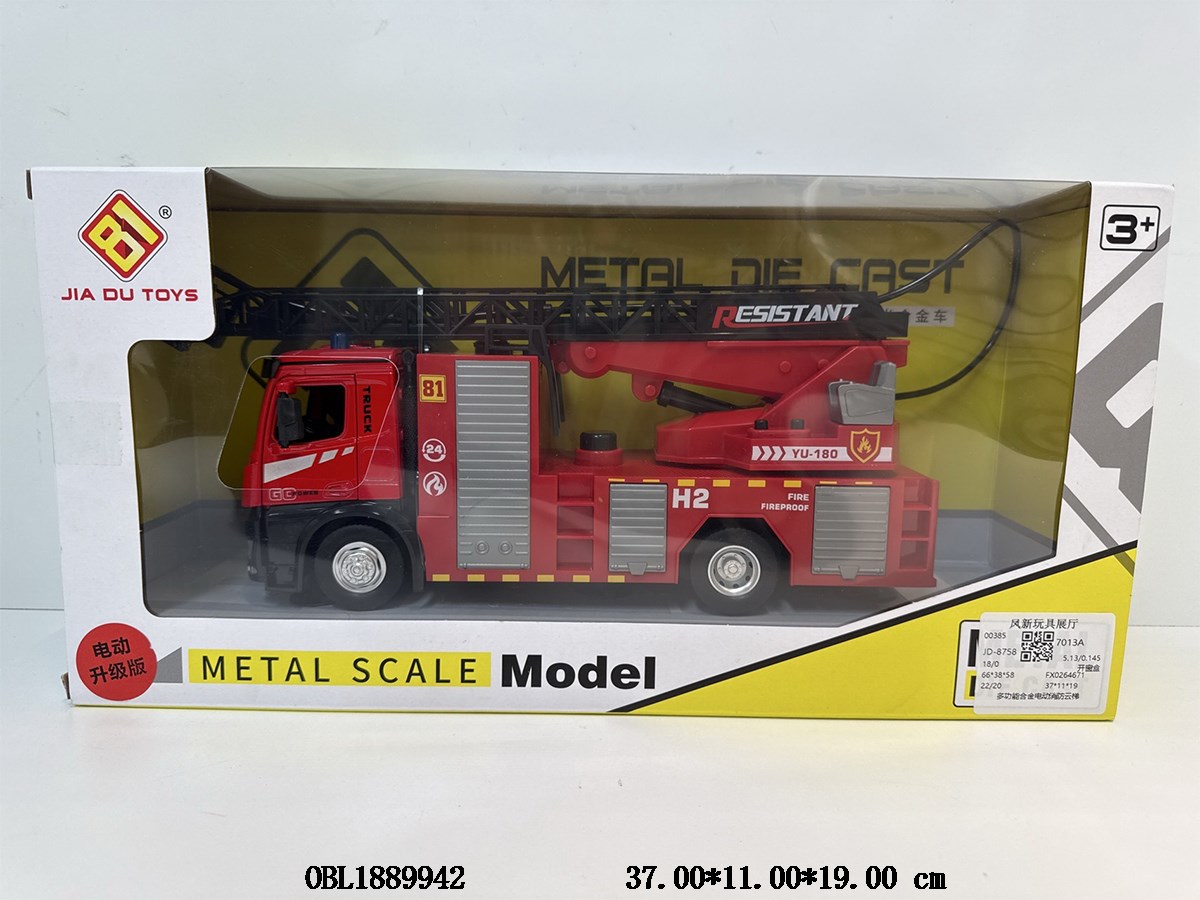 81
®
JIA DU TOYS
3+
METAL DIE CAST
金车
RESISTANT
81
TRUCK
24
YU-180
GO
H2
FIRE
FIREPROOF
电动
升级版
METAL SCALE Model
风新玩具展厅
00385
7013A
JD-8758
5.13/0.145
18/0
开窗盒
66*38*58
FX0264671
22/20
37*11*19
多功能合金电动消防云梯
OBL1889942
37.00*11.00*19.00 cm